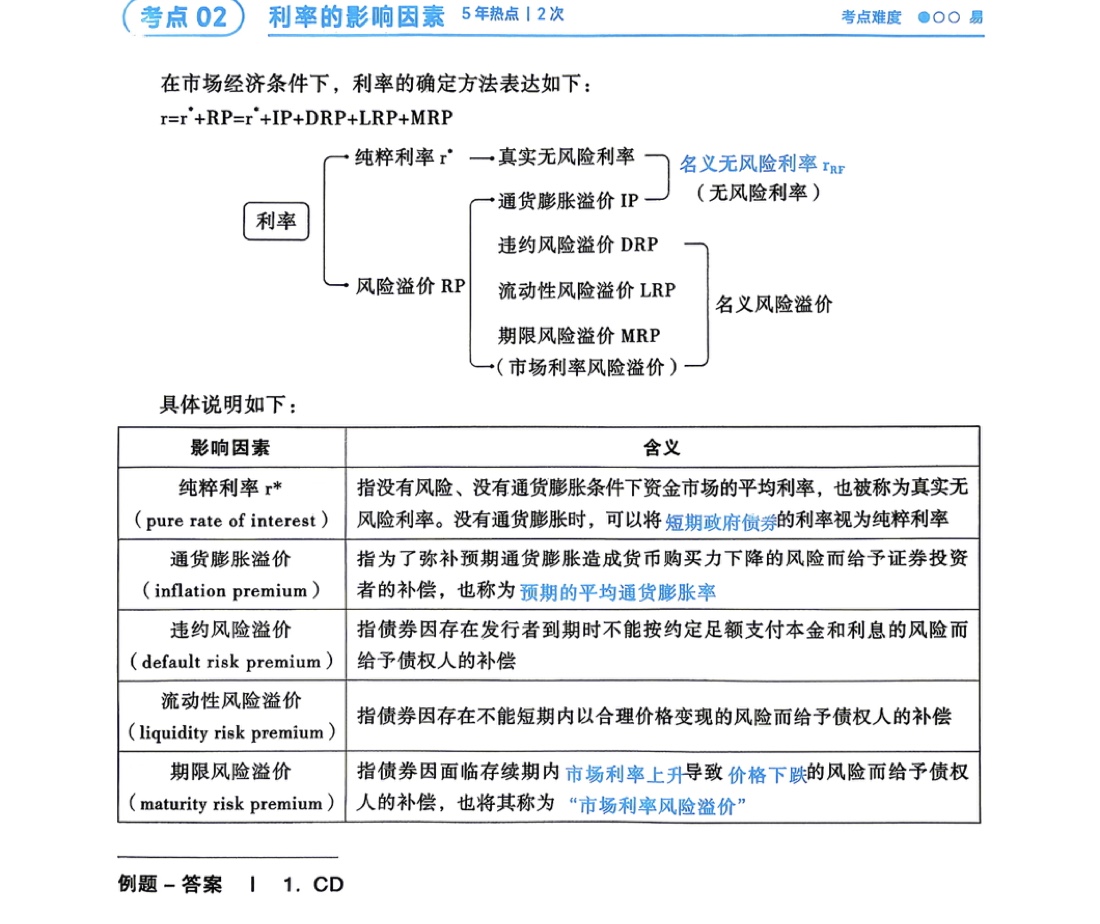 考点 02 利率的影响因素 5 年热点 | 2 次 考点难度 ●○○ 易
在市场经济条件下，利率的确定方法表达如下：
r=r*+RP=r*+IP+DRP+LRP+MRP
纯粹利率 r* 真实无风险利率 名义无风险利率 rRF
（无风险利率）
通货膨胀溢价 IP
利率
违约风险溢价 DRP
风险溢价 RP 流动性风险溢价 LRP
名义风险溢价
期限风险溢价 MRP
（市场利率风险溢价）
具体说明如下：
影响因素 含义
纯粹利率 r*
（pure rate of interest）
指没有风险、没有通货膨胀条件下资金市场的平均利率，也被称为真实无
风险利率。没有通货膨胀时，可以将短期政府债券的利率视为纯粹利率
通货膨胀溢价
（inflation premium）
指为了弥补预期通货膨胀造成货币购买力下降的风险而给予证券投资
者的补偿，也称为预期的平均通货膨胀率
违约风险溢价
（default risk premium）
指债券因存在发行者到期时不能按约定足额支付本金和利息的风险而
给予债权人的补偿
流动性风险溢价
（liquidity risk premium）
指债券因存在不能短期内以合理价格变现的风险而给予债权人的补偿
期限风险溢价
（maturity risk premium）
指债券因面临存续期内市场利率上升导致价格下跌的风险而给予债权
人的补偿，也将其称为“市场利率风险溢价”
例题 – 答案 | 1. CD